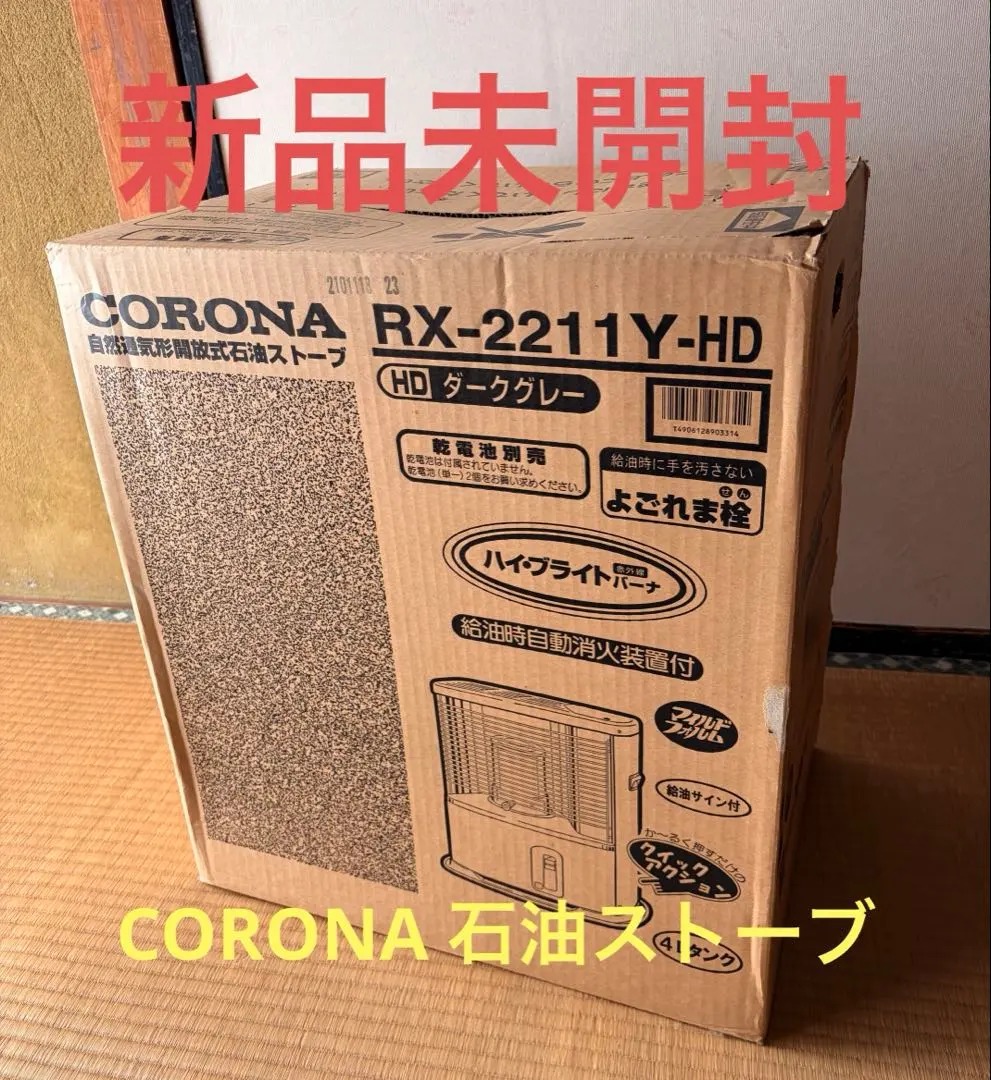 新品未開封
2101118 23
CORONA
自然通気形開放式石油ストーブ
RX-2211Y-HD
HD ダークグレー
T4906128903314
乾電池別売
乾電池は付属されていません。
乾電池(単一)2個をお買い求めください。
給油時に手を汚さない
せん
よごれま栓
ハイ・ブライト赤外線バーナ
給油時自動消火装置付
マイルド
フォルム
給油サイン付
か～るく押すだけの
クイック
アクション
CORONA 石油ストーブ
4Lタンク